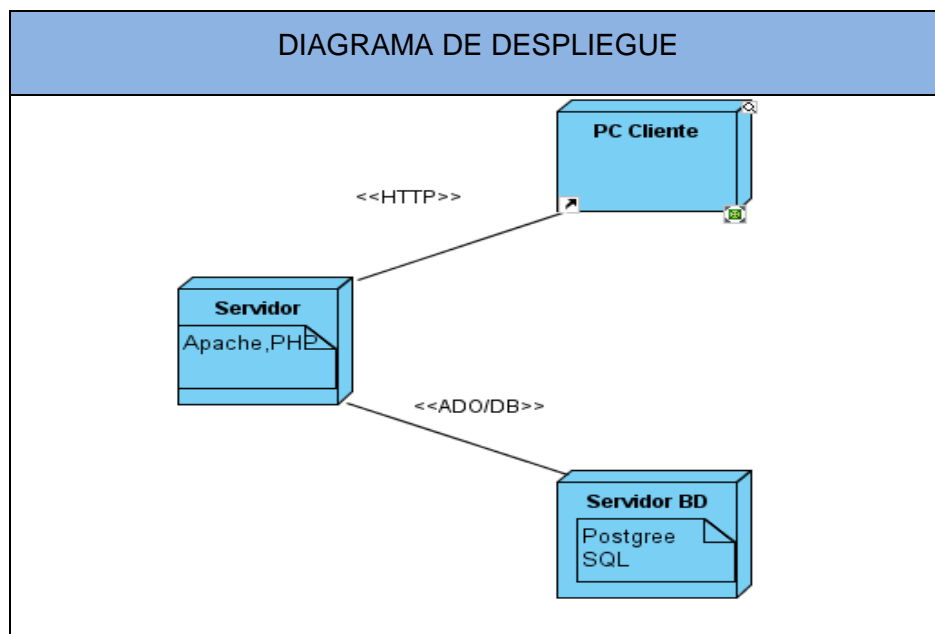 DIAGRAMA DE DESPLIEGUE
PC Cliente
<<HTTP>>
Servidor
Apache,PHP
<<ADO/DB>>
Servidor BD
Postgree
SQL